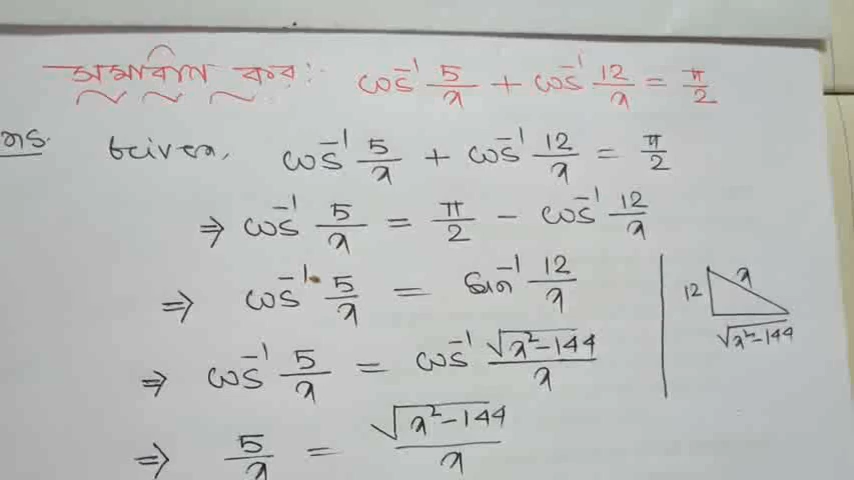 সমাধান কর:- cos⁻¹ 5/x + cos⁻¹ 12/x = π/2
Ans. Given, cos⁻¹ 5/x + cos⁻¹ 12/x = π/2
⇒ cos⁻¹ 5/x = π/2 - cos⁻¹ 12/x
⇒ cos⁻¹ 5/x = sin⁻¹ 12/x
12 x √x²-144
⇒ cos⁻¹ 5/x = cos⁻¹ √x²-144/x
⇒ 5/x = √x²-144/x